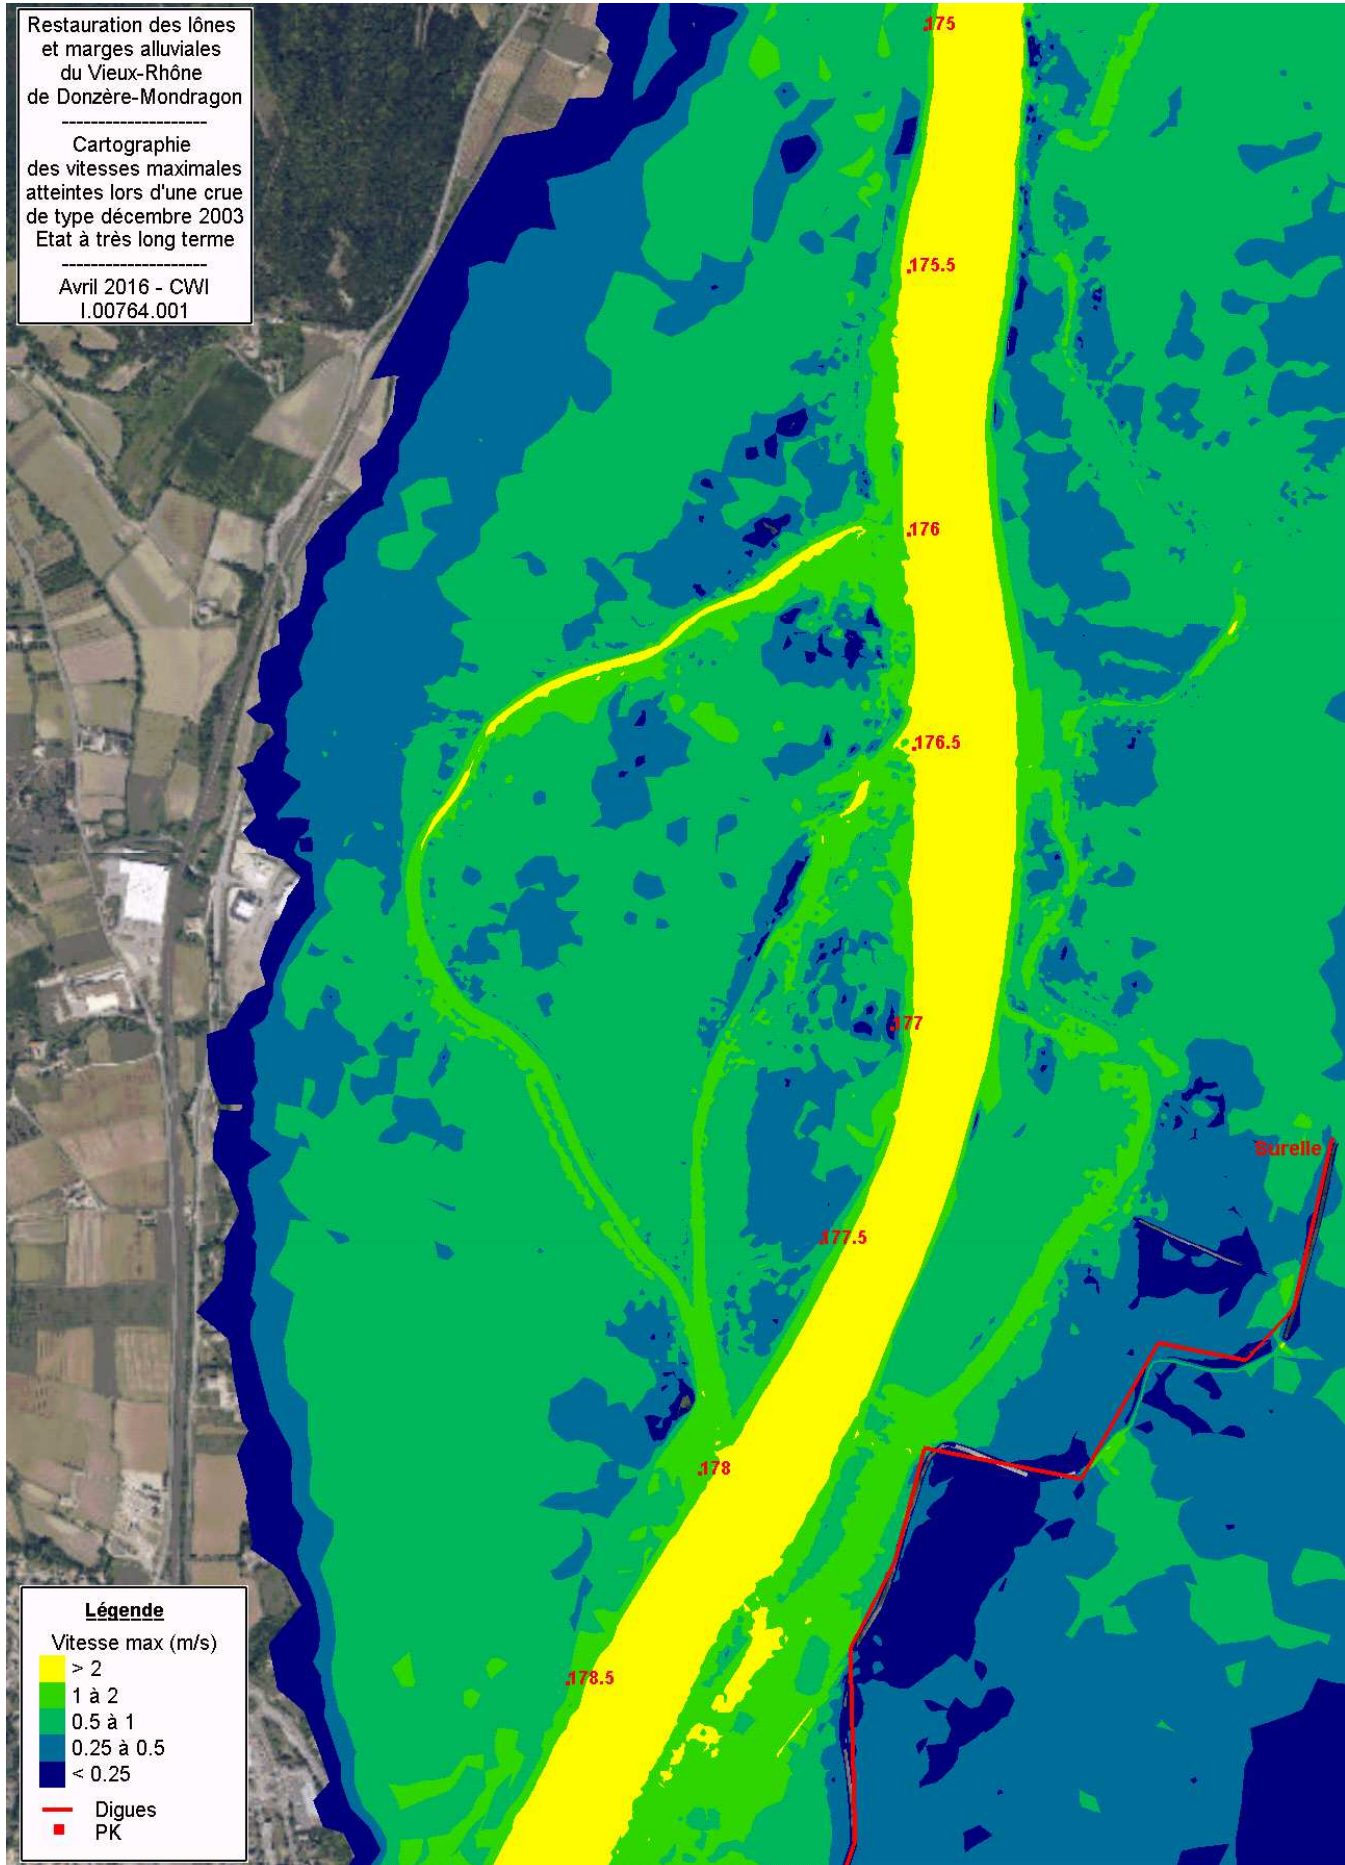 Restauration des lônes
et marges alluviales
du Vieux-Rhône
de Donzère-Mondragon
--------------------
Cartographie
des vitesses maximales
atteintes lors d'une crue
de type décembre 2003
Etat à très long terme
--------------------
Avril 2016 - CWI
I.00764.001
175
175.5
176
176.5
177
Surelle
177.5
178
178.5
Légende
Vitesse max (m/s)
> 2
1 à 2
0.5 à 1
0.25 à 0.5
< 0.25
Digues
PK